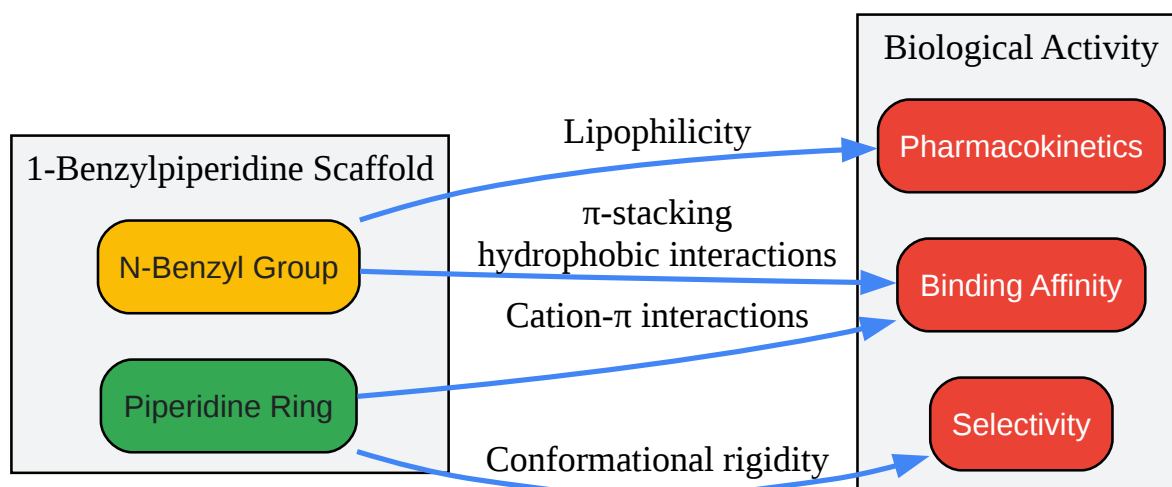 1-Benzylpiperidine Scaffold
N-Benzyl Group
Piperidine Ring
Lipophilicity
π-stacking
hydrophobic interactions
Cation-π interactions
Conformational rigidity
Biological Activity
Pharmacokinetics
Binding Affinity
Selectivity